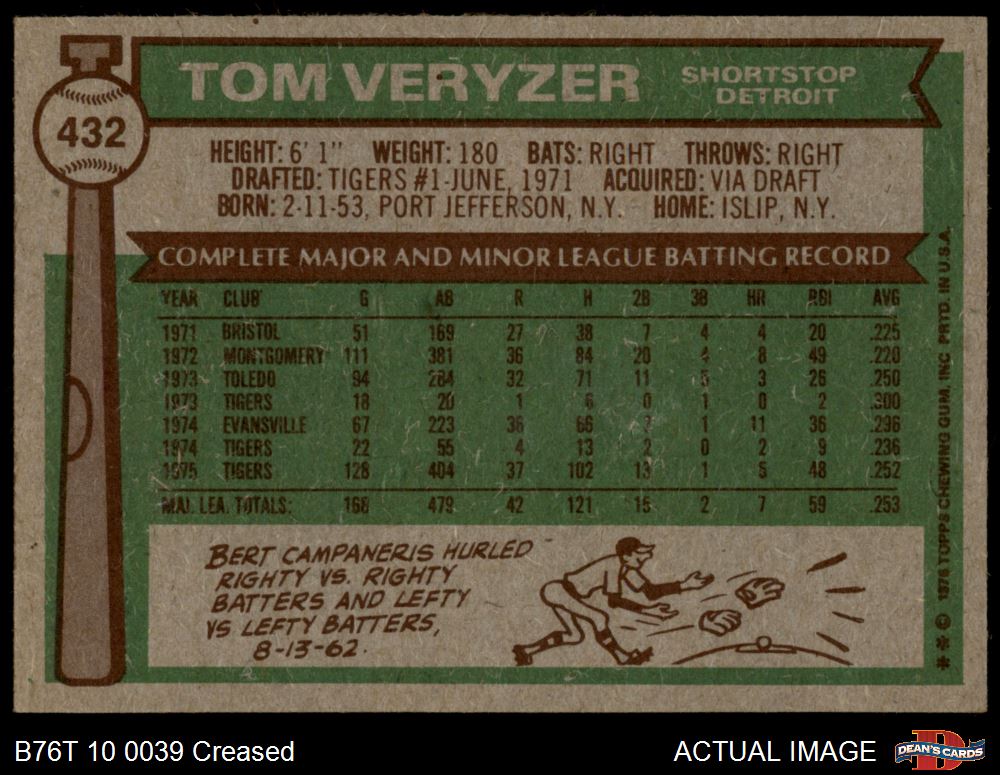 TOM VERYZER
SHORTSTOP
DETROIT
432
HEIGHT: 6' 1" WEIGHT: 180 BATS: RIGHT THROWS: RIGHT
DRAFTED: TIGERS #1-JUNE, 1971 ACQUIRED: VIA DRAFT
BORN: 2-11-53, PORT JEFFERSON, N.Y. HOME: ISLIP, N.Y.
COMPLETE MAJOR AND MINOR LEAGUE BATTING RECORD
YEAR CLUB G AB R H 2B 3B HR RBI AVG
1971 BRISTOL 51 169 27 38 7 4 4 20 .225
1972 MONTGOMERY 111 381 36 84 20 4 8 49 .220
1973 TOLEDO 94 284 32 71 11 5 3 26 .250
1973 TIGERS 18 20 1 6 0 1 0 2 .300
1974 EVANSVILLE 67 223 36 66 2 1 11 36 .296
1974 TIGERS 22 55 4 13 2 0 2 9 .236
1975 TIGERS 128 404 37 102 13 1 5 48 .252
MAJ. LEA. TOTALS: 168 479 42 121 15 2 7 59 .253
BERT CAMPANERIS HURLED
RIGHTY VS. RIGHTY
BATTERS AND LEFTY
VS LEFTY BATTERS,
8-13-62.
** © 1976 TOPPS CHEWING GUM, INC. PRTD. IN U.S.A.
B76T 10 0039 Creased
ACTUAL IMAGE
D
DEAN'S CARDS